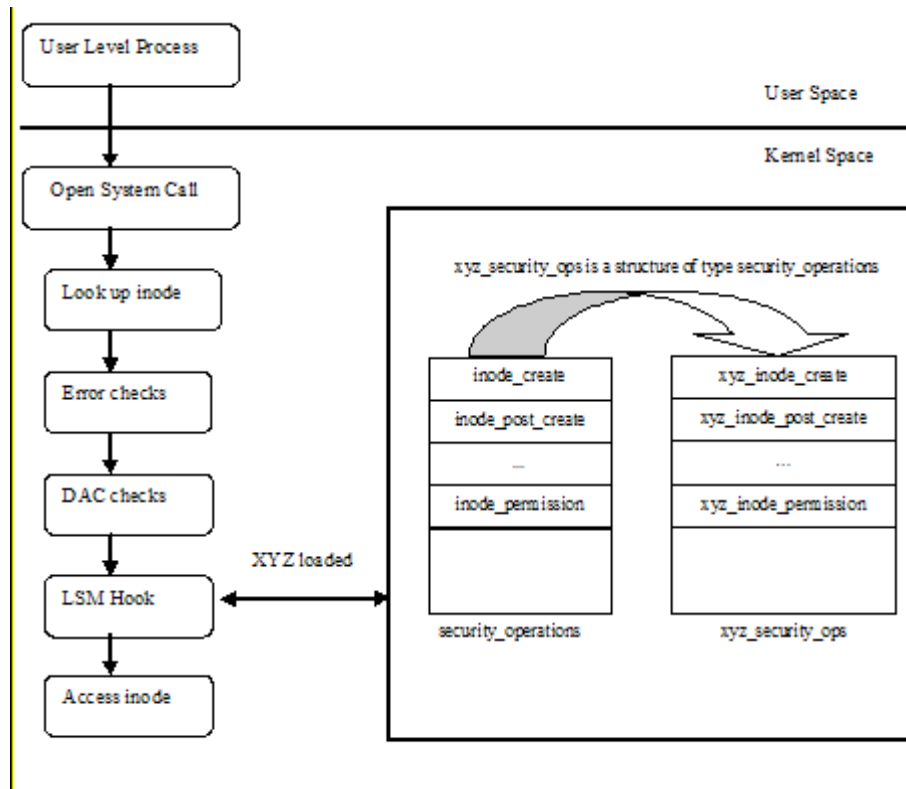 User Level Process
User Space
Kernel Space
Open System Call
xyz_security_ops is a structure of type security_operations
Look up inode
inode_create
xyz_inode_create
Error checks
inode_post_create
xyz_inode_post_create
...
...
DAC checks
inode_permission
xyz_inode_permission
XYZ loaded
LSM Hook
security_operations
xyz_security_ops
Access inode